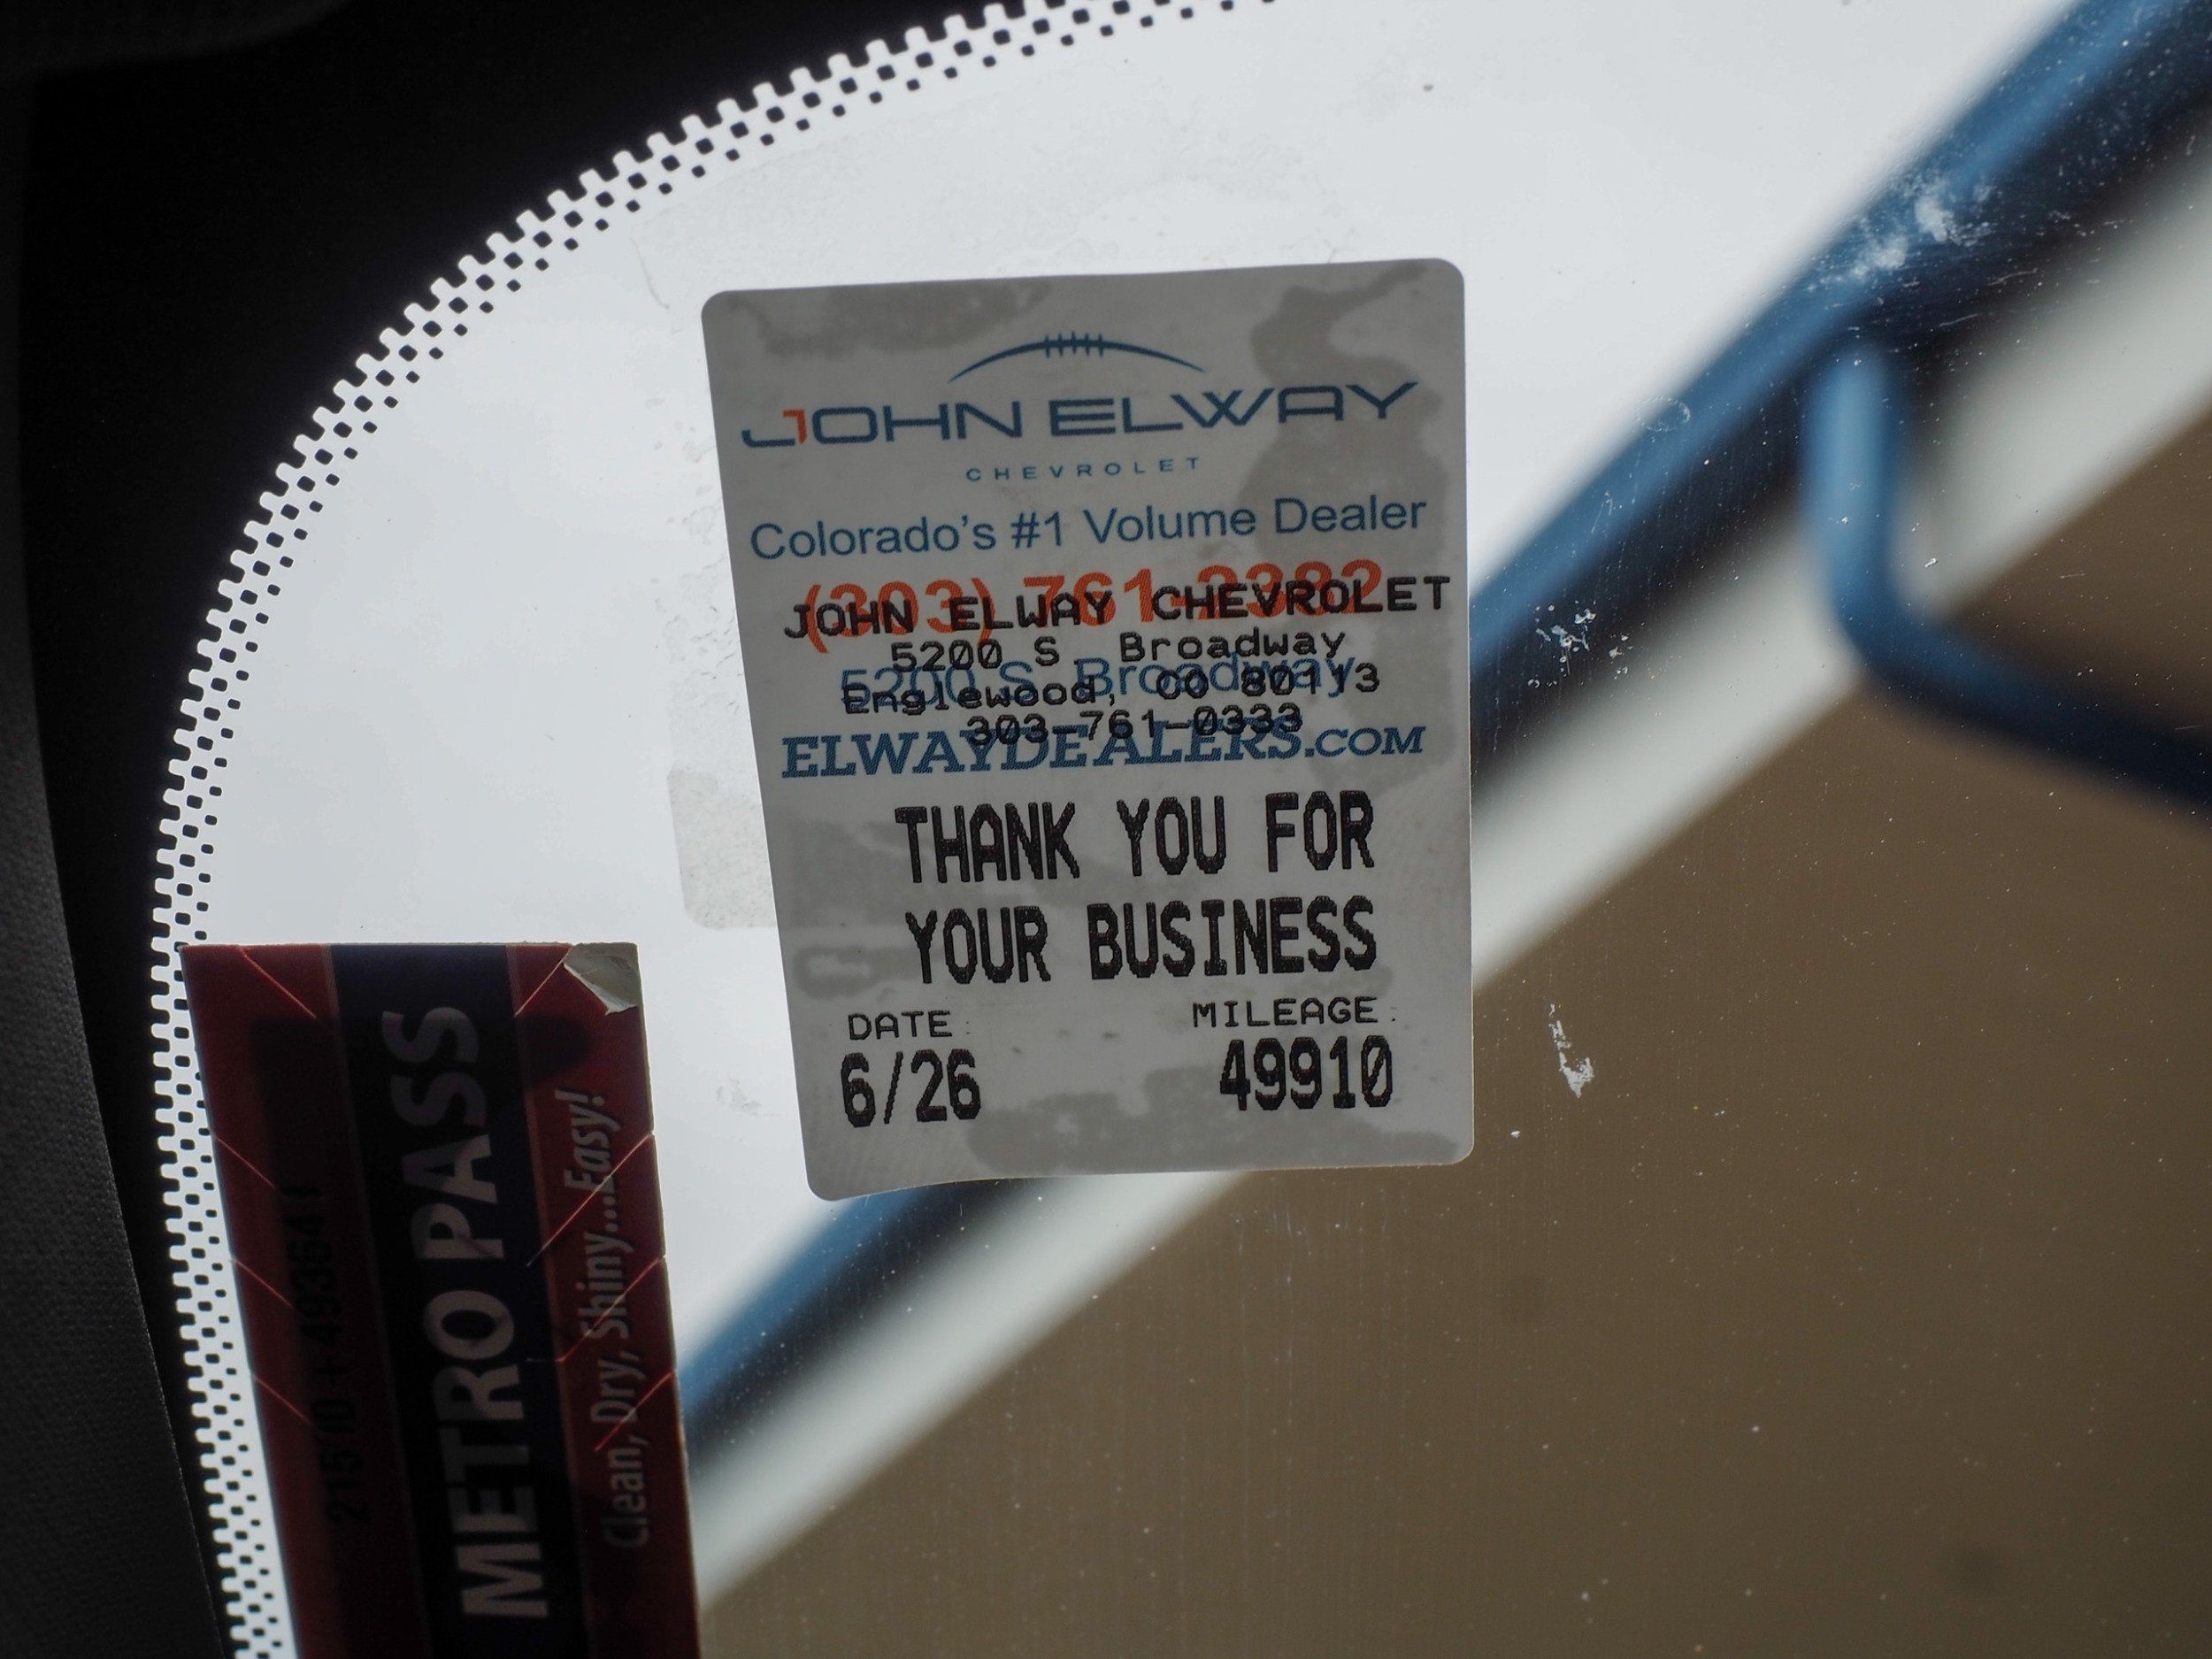 JOHN ELWAY
CHEVROLET
Colorado's #1 Volume Dealer
(303) 761-2382
JOHN ELWAY CHEVROLET
5200 S. Broadway
5200 S. Broadway
Englewood, CO 80113
303-761-0333
ELWAYDEALERS.COM
THANK YOU FOR
YOUR BUSINESS
DATE: MILEAGE:
6/26 49910
METRO PASS
Clean, Dry, Shiny....Easy!